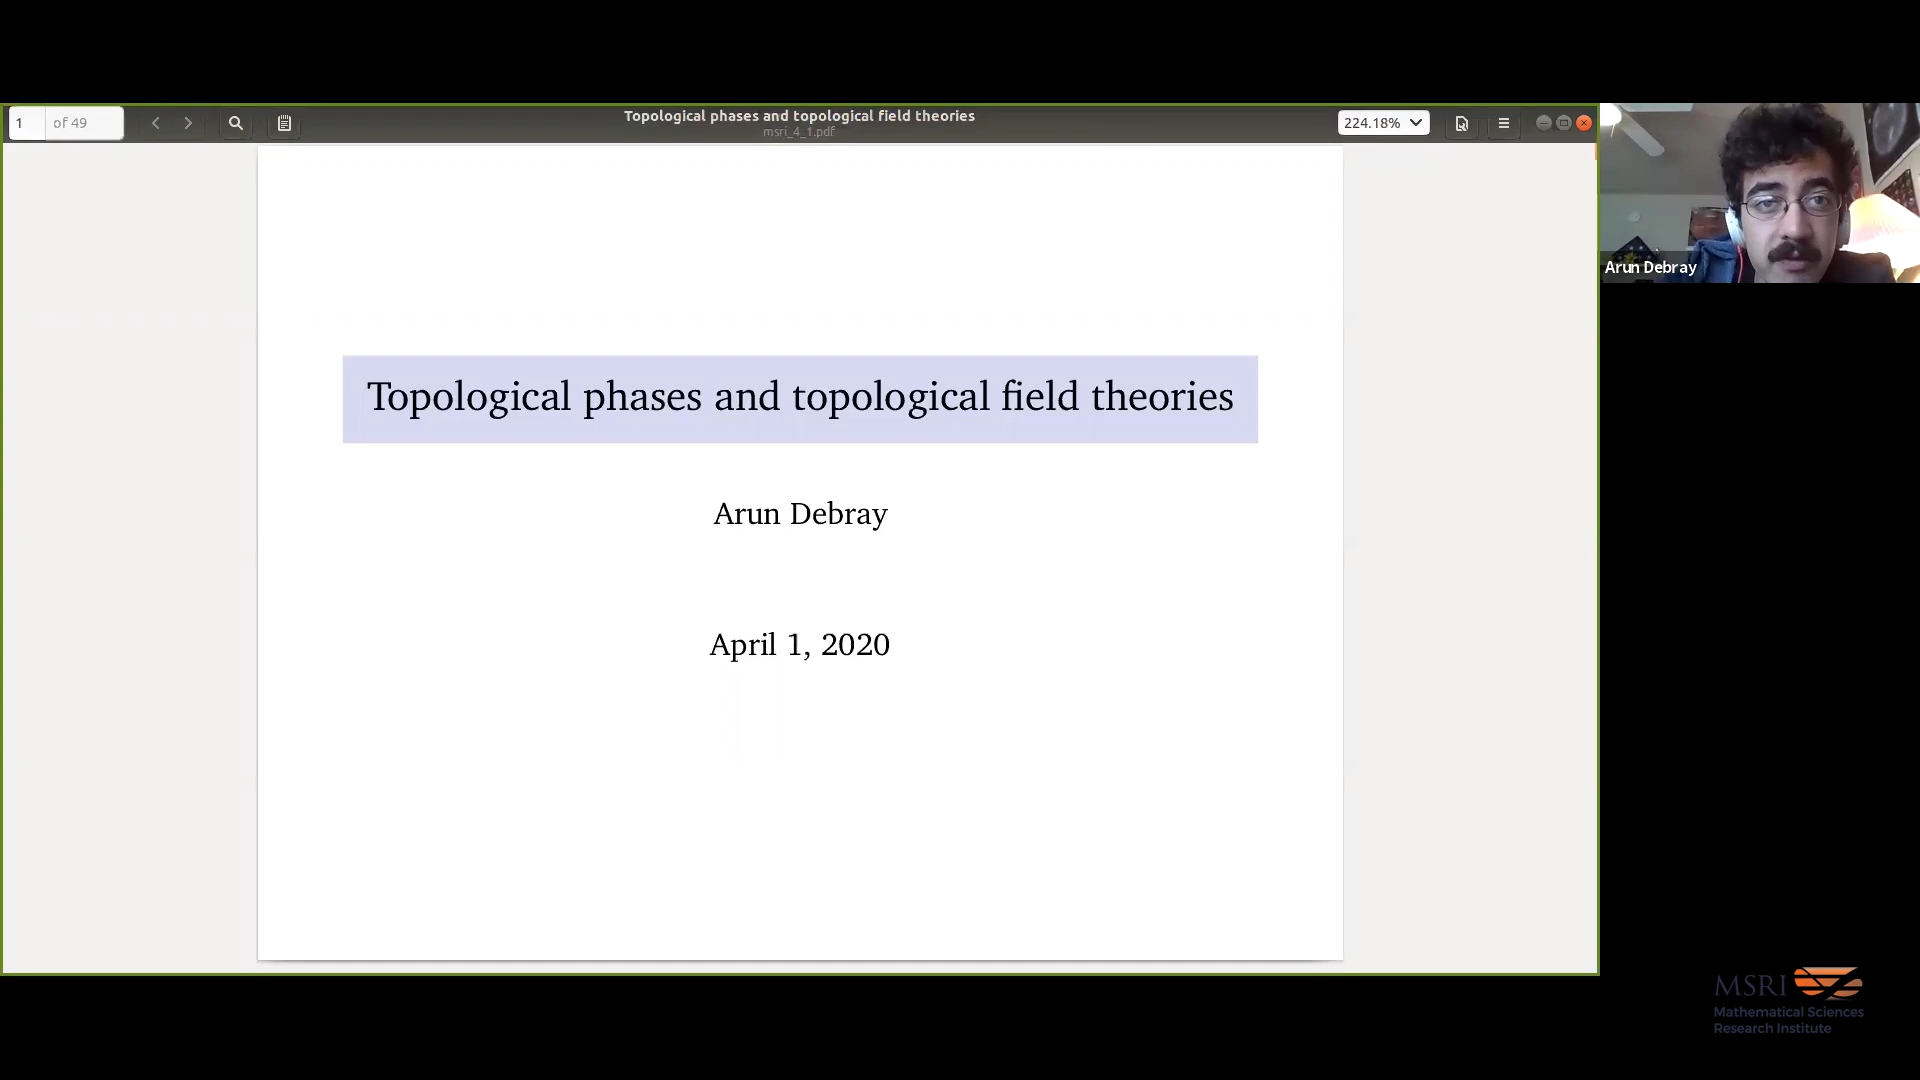 1 of 49
Topological phases and topological field theories
msri_4_1.pdf
224.18%
Topological phases and topological field theories
Arun Debray
April 1, 2020
Arun Debray
MSRI
Mathematical Sciences
Research Institute